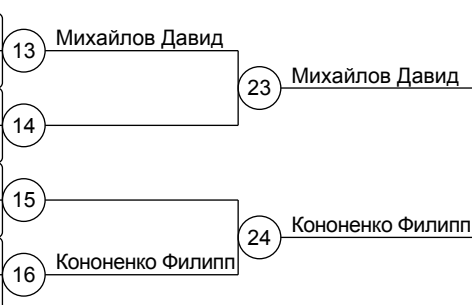 13 Михайлов Давид
23 Михайлов Давид
14
15
24 Кононенко Филипп
16 Кононенко Филипп